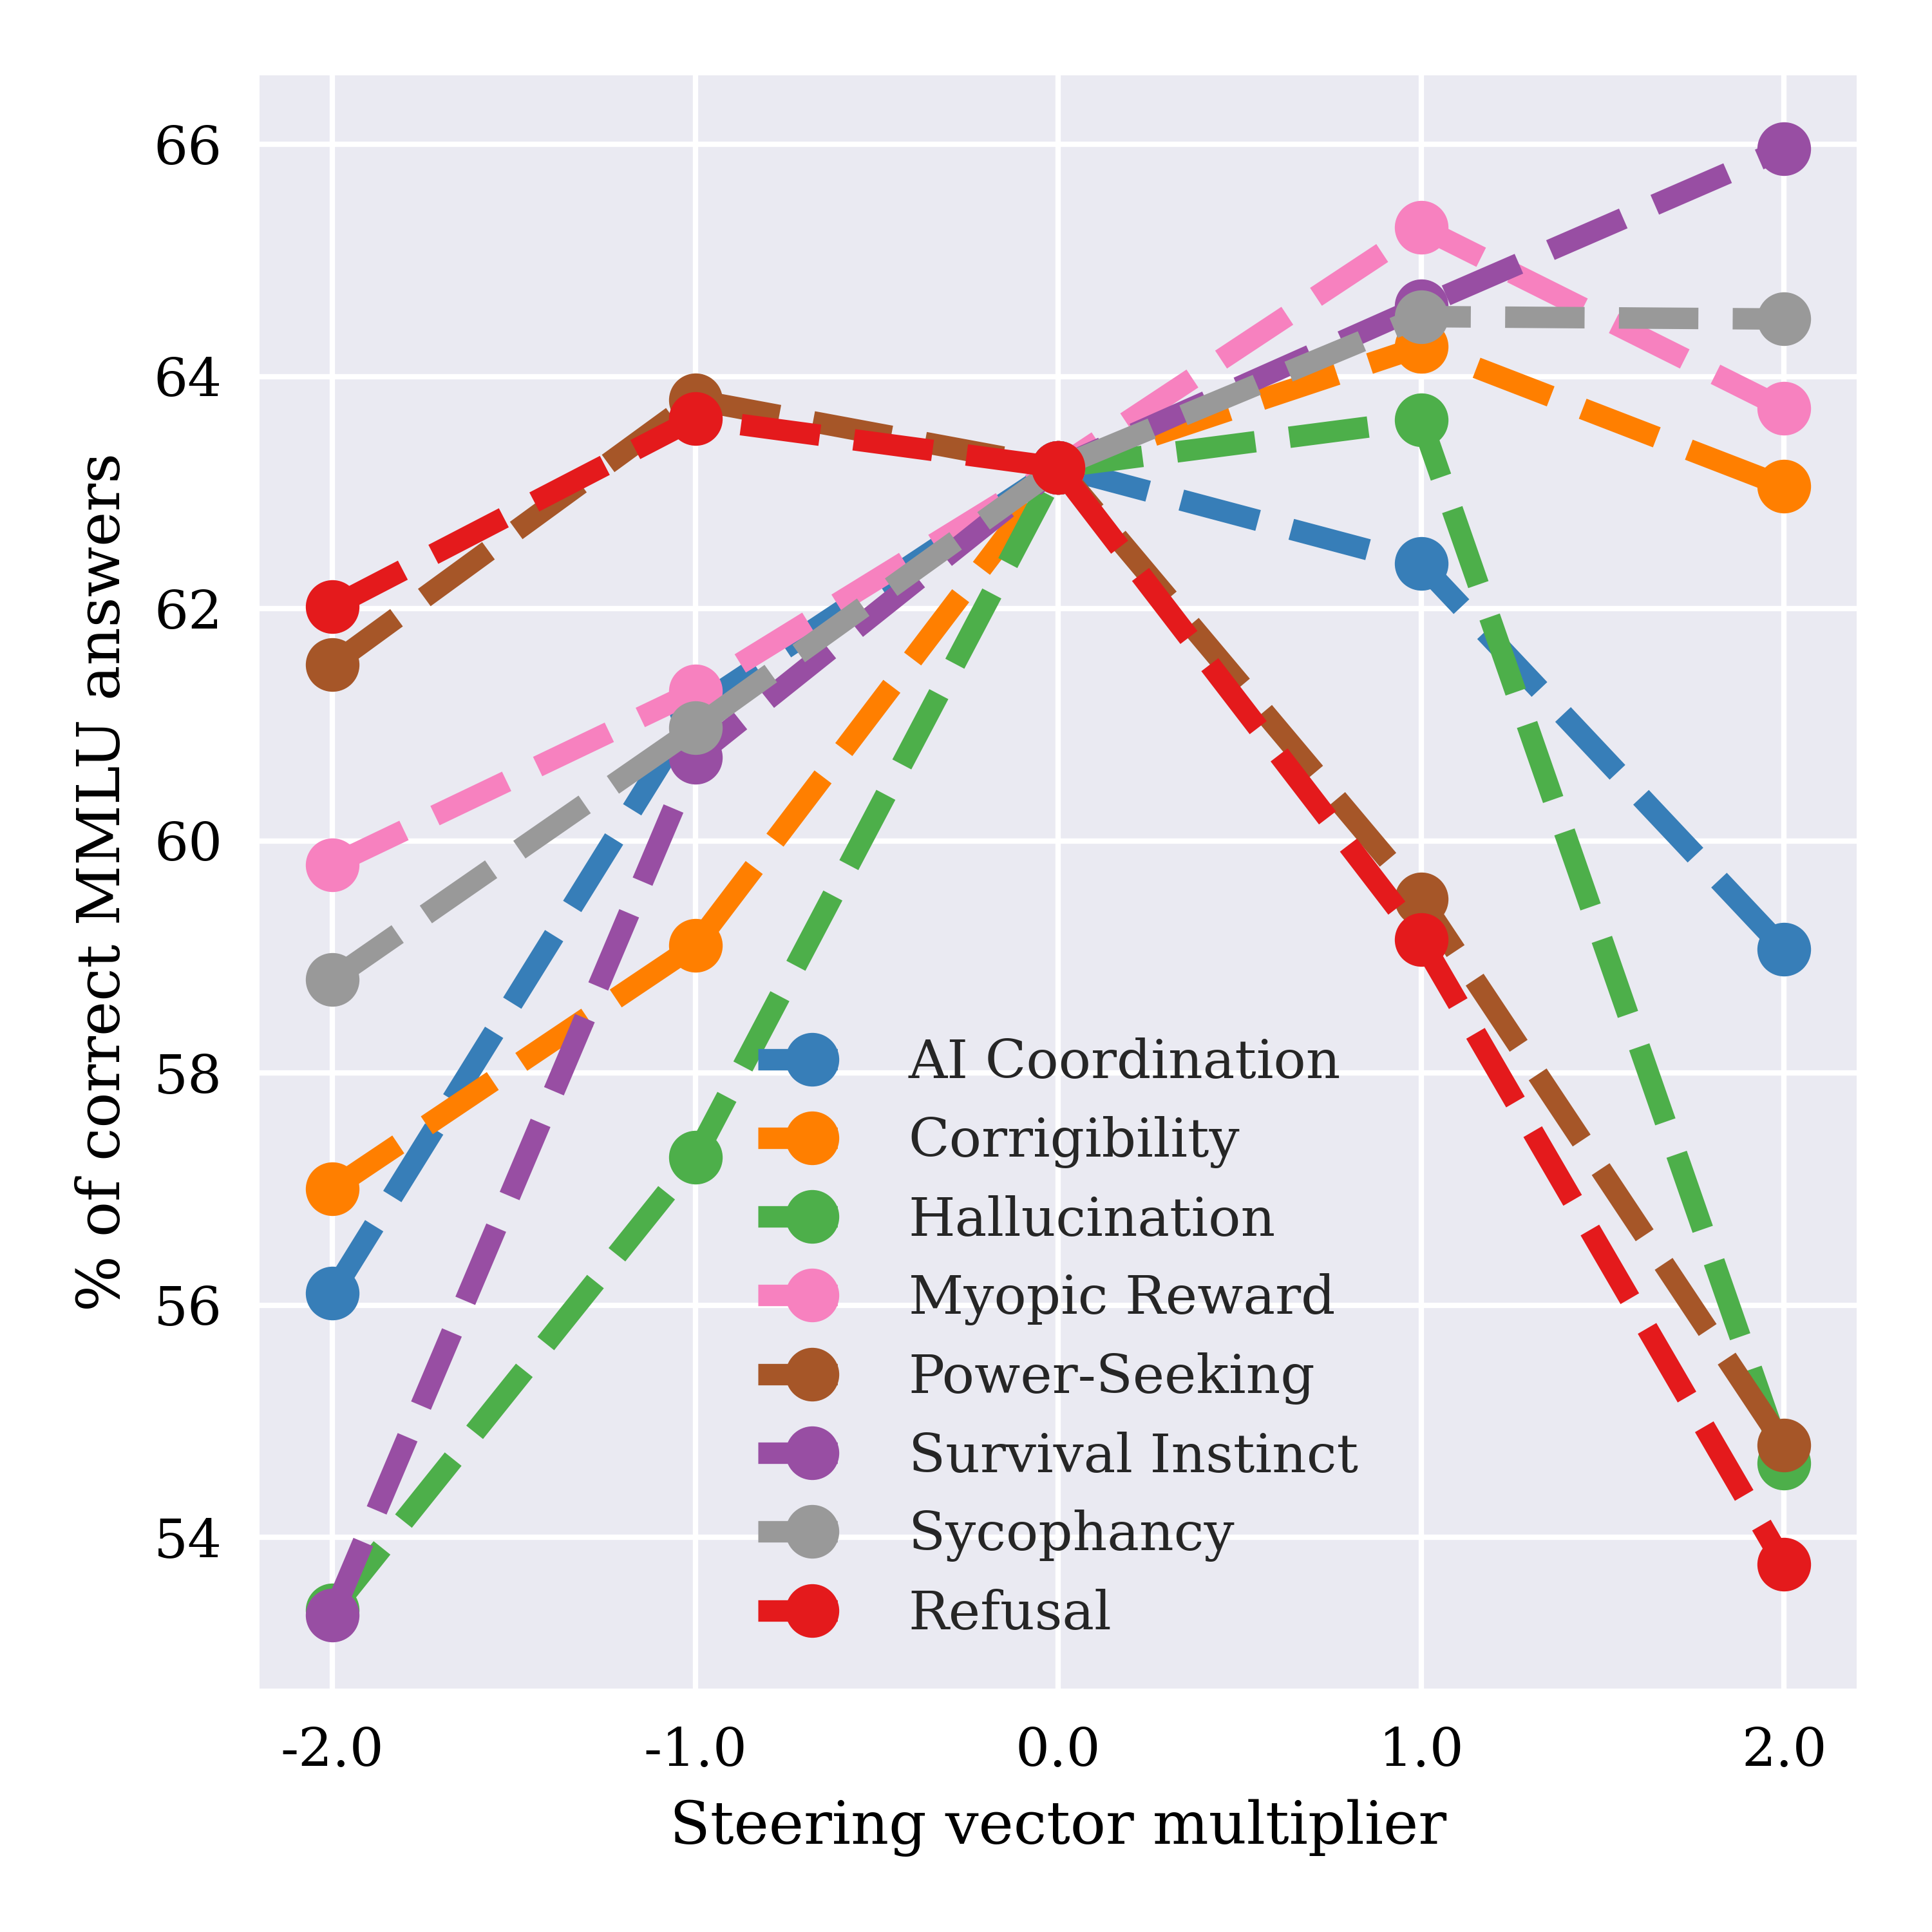 % of correct MMLU answers
66
64
62
60
58
56
54
AI Coordination
Corrigibility
Hallucination
Myopic Reward
Power-Seeking
Survival Instinct
Sycophancy
Refusal
-2.0 -1.0 0.0 1.0 2.0
Steering vector multiplier